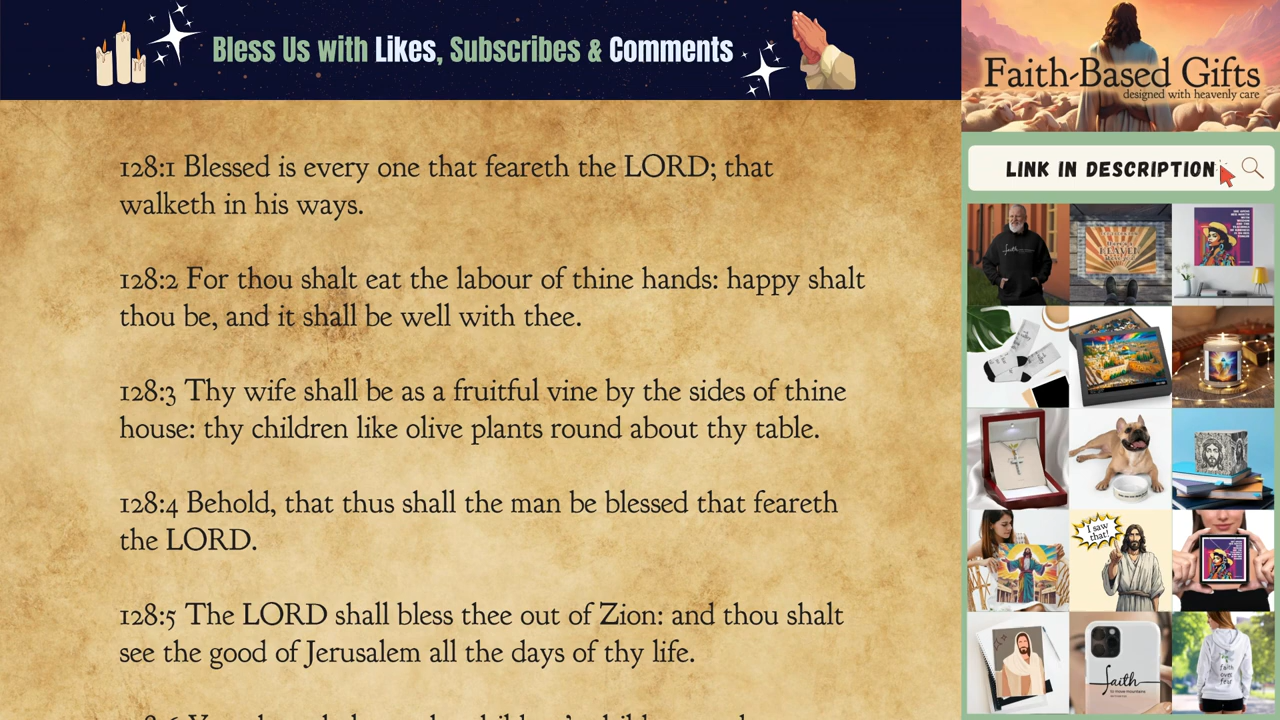 Bless Us with Likes, Subscribes & Comments
128:1 Blessed is every one that feareth the LORD; that
walketh in his ways.
128:2 For thou shalt eat the labour of thine hands: happy shalt
thou be, and it shall be well with thee.
128:3 Thy wife shall be as a fruitful vine by the sides of thine
house: thy children like olive plants round about thy table.
128:4 Behold, that thus shall the man be blessed that feareth
the LORD.
128:5 The LORD shall bless thee out of Zion: and thou shalt
see the good of Jerusalem all the days of thy life.
Faith-Based Gifts
designed with heavenly care
LINK IN DESCRIPTION
faith
HEAVEN
I saw
that!
faith
faith
over
fear